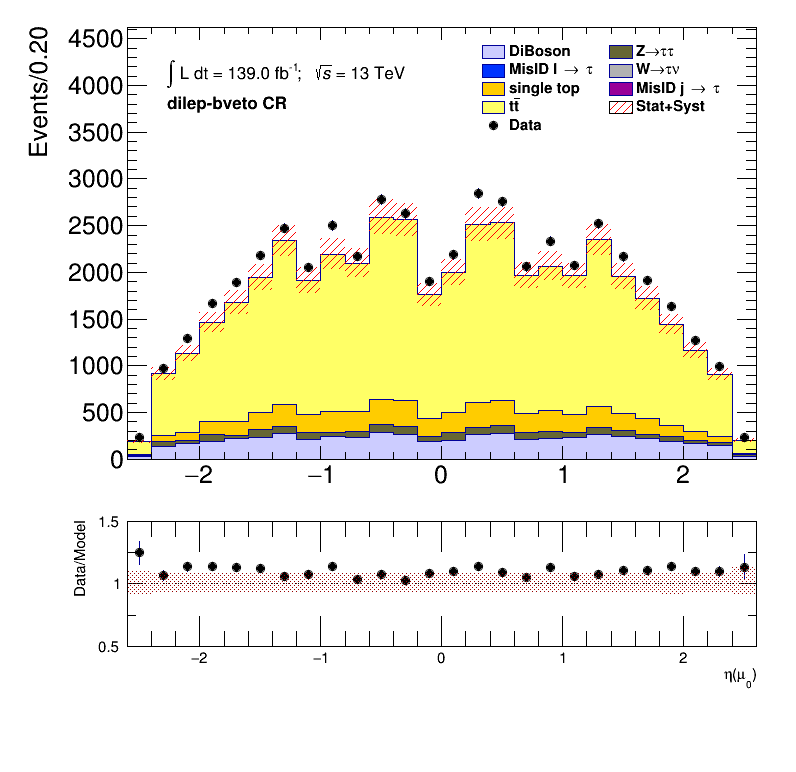 Events/0.20
4500
4000
3500
3000
2500
2000
1500
1000
500
0
∫ L dt = 139.0 fb⁻¹; √s = 13 TeV
dilep-bveto CR
DiBoson
Z→ττ
MisID l → τ
W→τν
single top
MisID j → τ
tt̄
Stat+Syst
Data
−2 −1 0 1 2
Data/Model
1.5
1
0.5
−2 −1 0 1 2
η(μ₀)